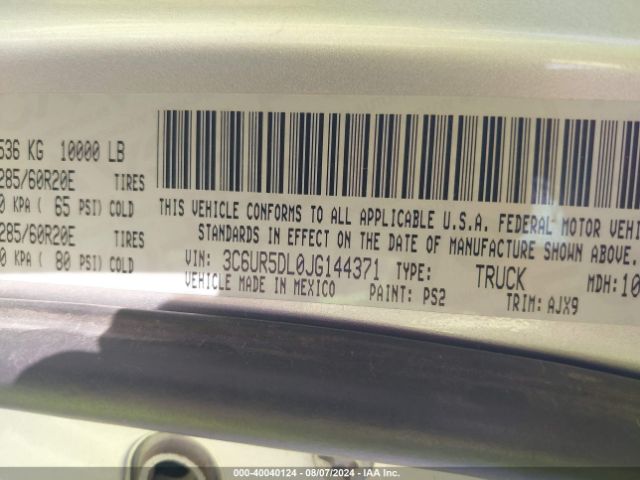 536 KG 10000 LB
285/60R20E TIRES
0 KPA ( 65 PSI) COLD
285/60R20E TIRES
0 KPA ( 80 PSI) COLD
THIS VEHICLE CONFORMS TO ALL APPLICABLE U.S.A. FEDERAL MOTOR VEHICL
STANDARDS IN EFFECT ON THE DATE OF MANUFACTURE SHOWN ABOVE.
VIN: 3C6UR5DL0JG144371 TYPE: TRUCK MDH: 10
VEHICLE MADE IN MEXICO PAINT: PS2 TRIM: AJX9
000-40040124 - 08/07/2024 - IAAI.COM